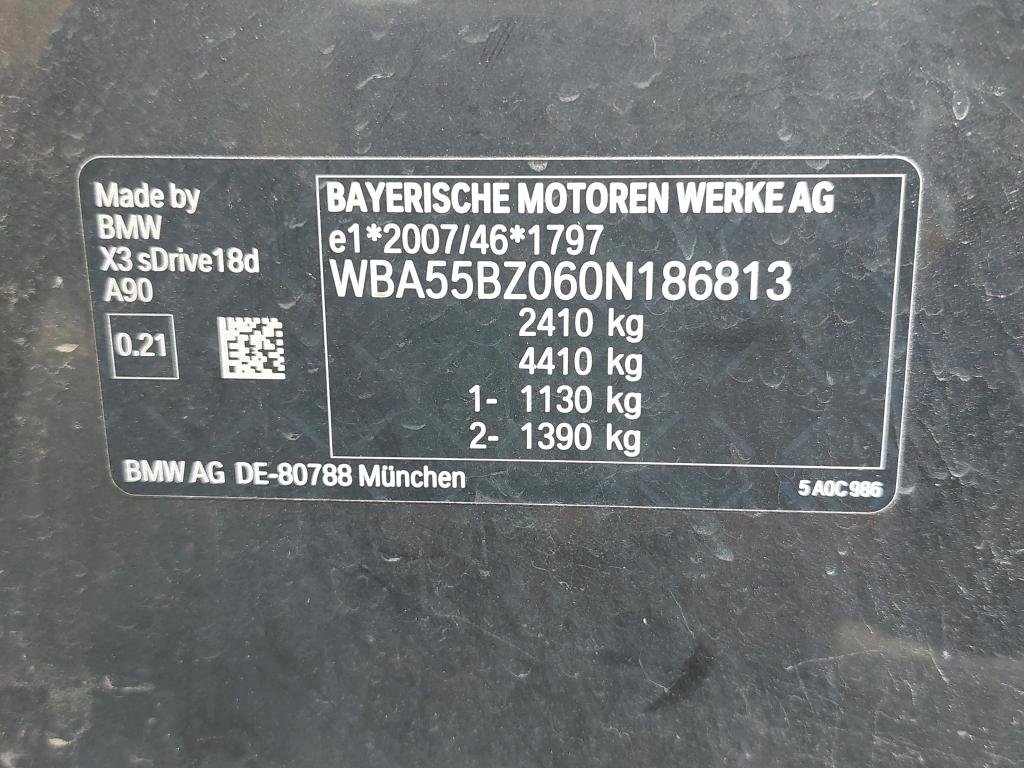 Made by
BMW
X3 sDrive18d
A90
0.21
BAYERISCHE MOTOREN WERKE AG
e1*2007/46*1797
WBA55BZ060N186813
2410 kg
4410 kg
1- 1130 kg
2- 1390 kg
BMW AG DE-80788 München
5 A0C 986